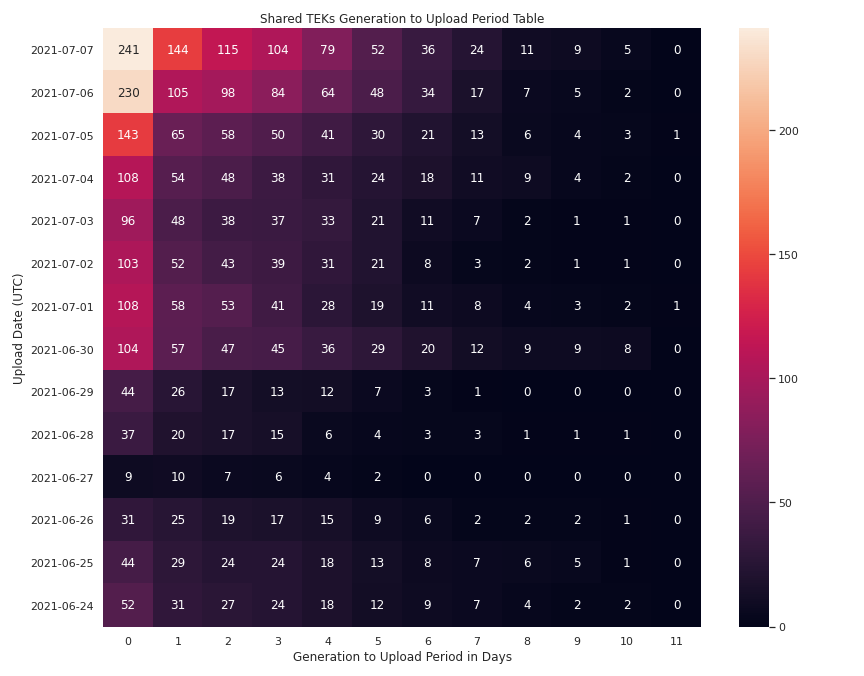 Shared TEKs Generation to Upload Period Table
Upload Date (UTC)
2021-07-07 241 144 115 104 79 52 36 24 11 9 5 0
2021-07-06 230 105 98 84 64 48 34 17 7 5 2 0
2021-07-05 143 65 58 50 41 30 21 13 6 4 3 1
2021-07-04 108 54 48 38 31 24 18 11 9 4 2 0
2021-07-03 96 48 38 37 33 21 11 7 2 1 1 0
2021-07-02 103 52 43 39 31 21 8 3 2 1 1 0
2021-07-01 108 58 53 41 28 19 11 8 4 3 2 1
2021-06-30 104 57 47 45 36 29 20 12 9 9 8 0
2021-06-29 44 26 17 13 12 7 3 1 0 0 0 0
2021-06-28 37 20 17 15 6 4 3 3 1 1 1 0
2021-06-27 9 10 7 6 4 2 0 0 0 0 0 0
2021-06-26 31 25 19 17 15 9 6 2 2 2 1 0
2021-06-25 44 29 24 24 18 13 8 7 6 5 1 0
2021-06-24 52 31 27 24 18 12 9 7 4 2 2 0
0 1 2 3 4 5 6 7 8 9 10 11
Generation to Upload Period in Days
200
150
100
50
0